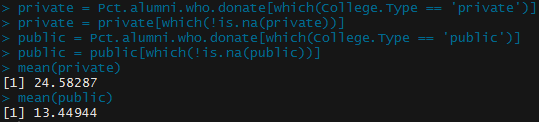 > private = Pct.alumni.who.donate[which(College.Type == 'private')]
> private = private[which(!is.na(private))]
> public = Pct.alumni.who.donate[which(College.Type == 'public')]
> public = public[which(!is.na(public))]
> mean(private)
[1] 24.58287
> mean(public)
[1] 13.44944